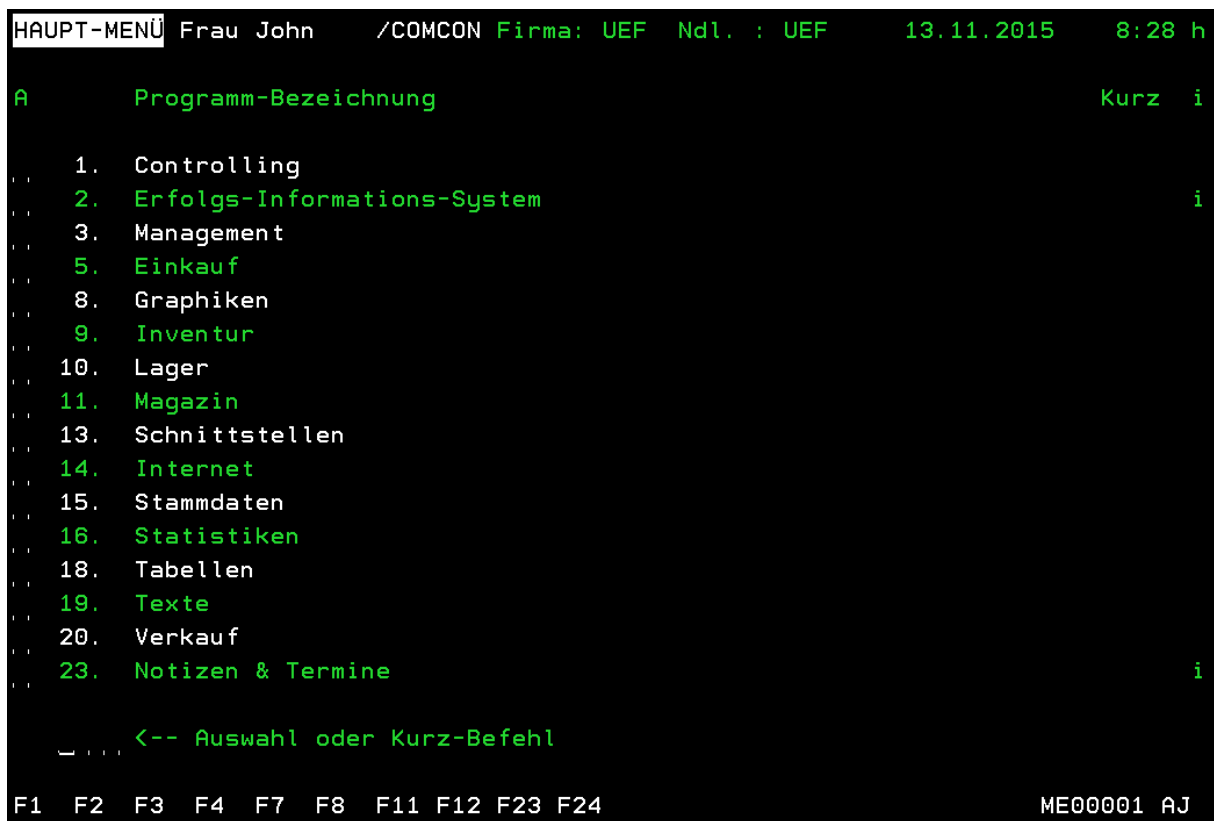 HAUPT-MENÜ Frau John /COMCON Firma: UEF Ndl. : UEF 13.11.2015 8:28 h
A Programm-Bezeichnung Kurz i
1. Controlling
2. Erfolgs-Informations-System i
3. Management
5. Einkauf
8. Graphiken
9. Inventur
10. Lager
11. Magazin
13. Schnittstellen
14. Internet
15. Stammdaten
16. Statistiken
18. Tabellen
19. Texte
20. Verkauf
23. Notizen & Termine i
<-- Auswahl oder Kurz-Befehl
F1 F2 F3 F4 F7 F8 F11 F12 F23 F24 ME00001 AJ